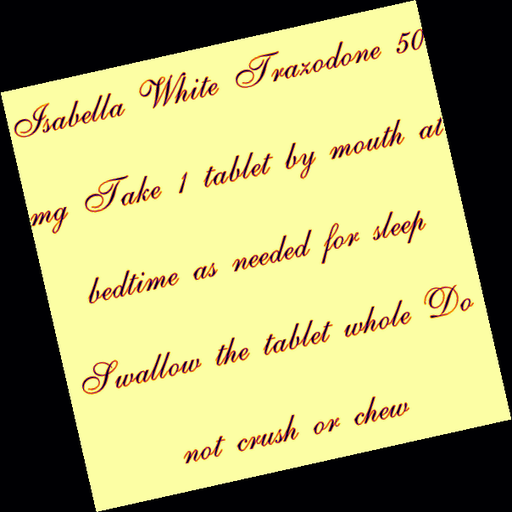 Isabella White Trazodone 50
mg Take 1 tablet by mouth at
bedtime as needed for sleep
Swallow the tablet whole Do
not crush or chew